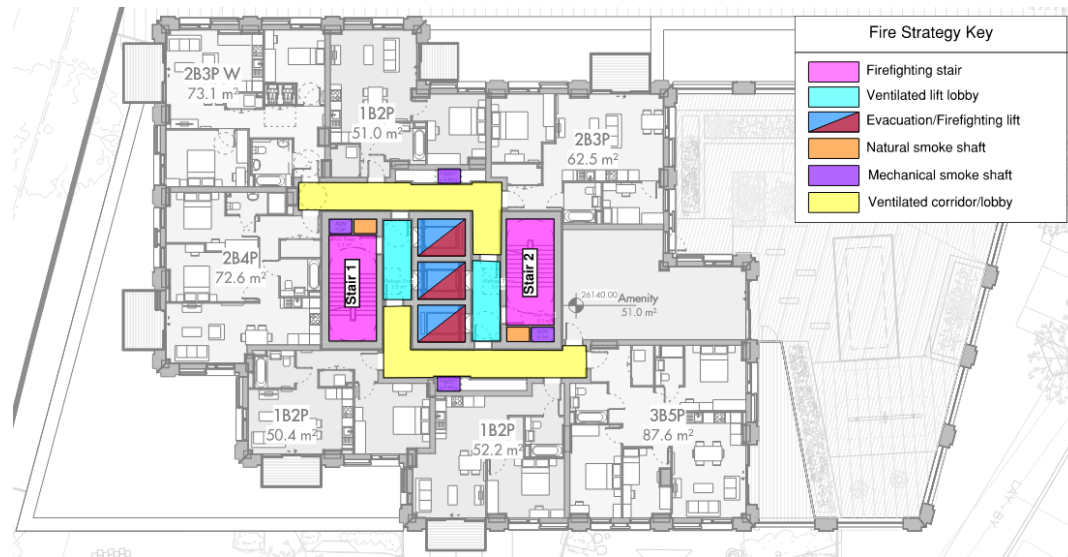 Fire Strategy Key
Firefighting stair
Ventilated lift lobby
Evacuation/Firefighting lift
Natural smoke shaft
Mechanical smoke shaft
Ventilated corridor/lobby
2B3P W
73.1 m²
1B2P
51.0 m²
2B3P
62.5 m²
2B4P
72.6 m²
Stair 1
Stair 2
26140.00
Amenity
51.0 m²
1B2P
50.4 m²
1B2P
52.2 m²
3B5P
87.6 m²
LAY-BY